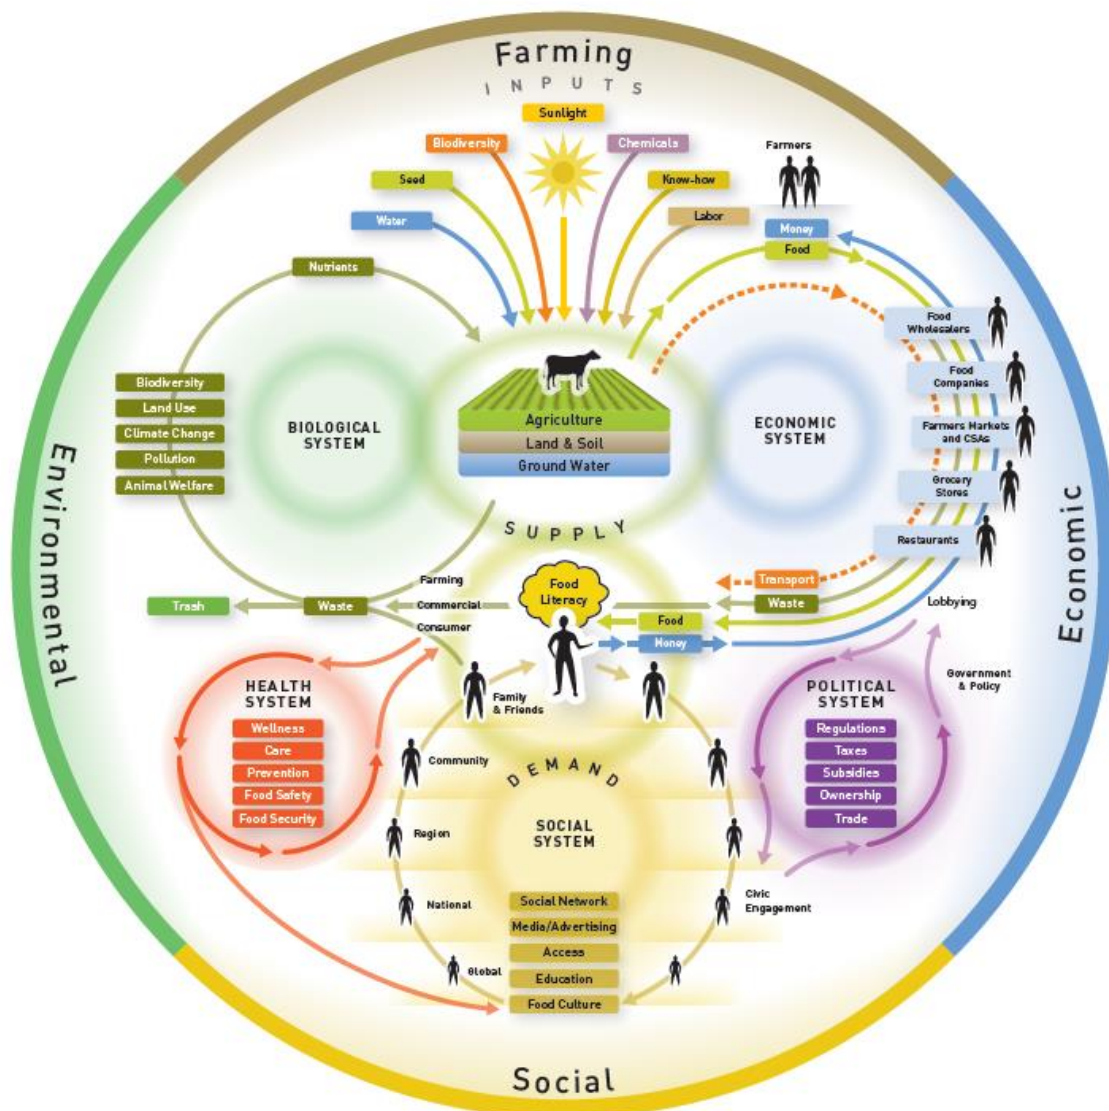 Farming
INPUTS
Sunlight
Biodiversity
Chemicals
Farmers
Seed
Know-how
Water
Labor
Money
Food
Nutrients
Food
Wholesalers
Food
Companies
Farmers Markets
and CSAs
Grocery
Stores
Restaurants
Biodiversity
Land Use
Climate Change
Pollution
Animal Welfare
BIOLOGICAL
SYSTEM
Agriculture
Land & Soil
Ground Water
ECONOMIC
SYSTEM
Environmental
Economic
SUPPLY
Food
Literacy
Farming
Commercial
Consumer
Trash
Waste
Transport
Waste
Food
Money
Lobbying
Government
& Policy
HEALTH
SYSTEM
Wellness
Care
Prevention
Food Safety
Food Security
Family
& Friends
Community
Region
National
Global
DEMAND
SOCIAL
SYSTEM
Social Network
Media/Advertising
Access
Education
Food Culture
POLITICAL
SYSTEM
Regulations
Taxes
Subsidies
Ownership
Trade
Civic
Engagement
Social